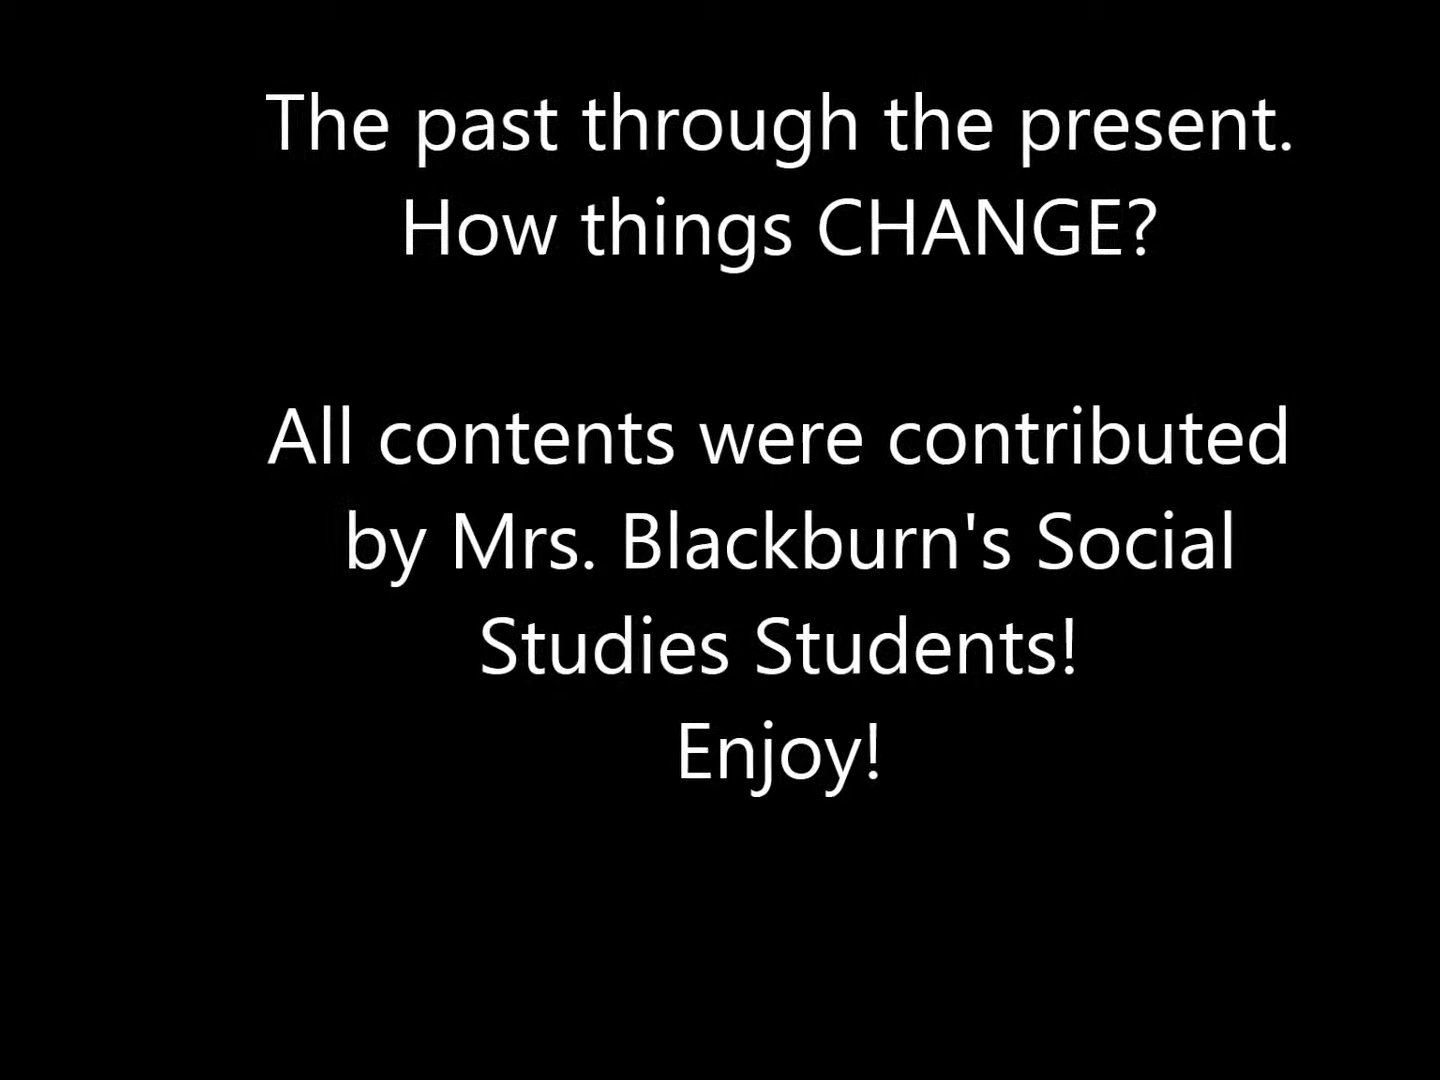 The past through the present.
How things CHANGE?
All contents were contributed
by Mrs. Blackburn's Social
Studies Students!
Enjoy!